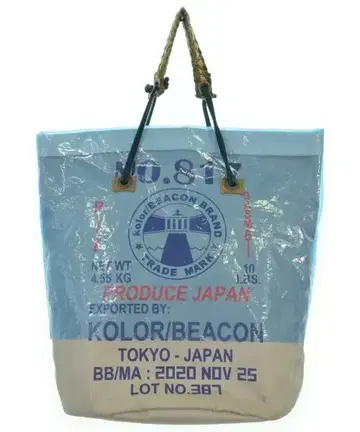 NO.817
kolor/BEACON BRAND
TRADE MARK
NET WT
4.55 KG
10
LBS.
PRODUCE JAPAN
EXPORTED BY:
KOLOR/BEACON
TOKYO - JAPAN
BB/MA : 2020 NOV 25
LOT NO.387